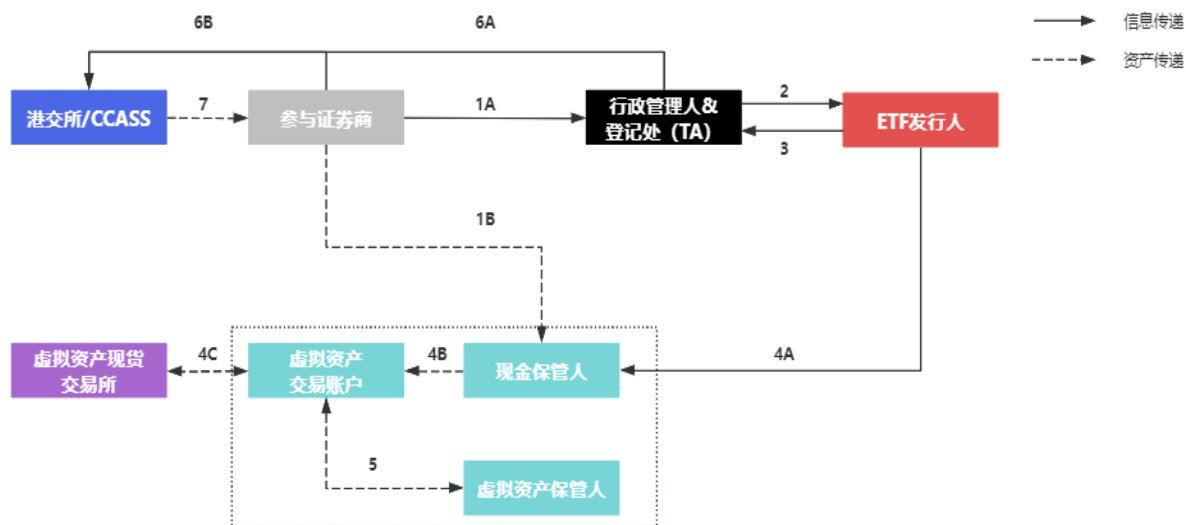 6B
6A
信息传递
资产传递
港交所/CCASS
7
参与证券商
1A
行政管理人&
登记处（TA）
2
3
ETF发行人
1B
虚拟资产现货
交易所
4C
虚拟资产
交易账户
4B
现金保管人
4A
5
虚拟资产保管人